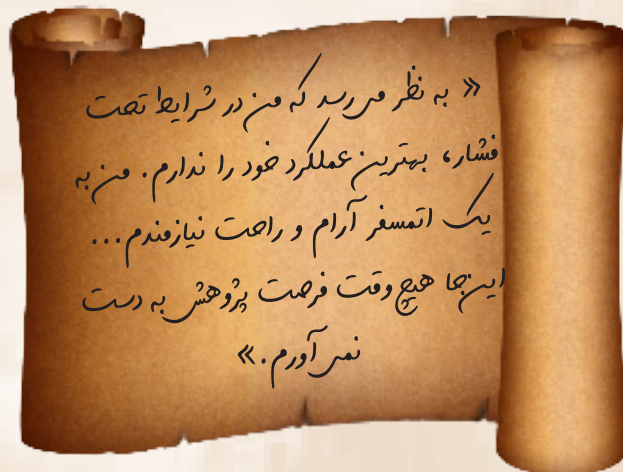 « به نظر می‌رسد که من در شرایط تحت
فشار، بهترین عملکرد خود را ندارم. من به
یک اتمسفر آرام و راحت نیازمندم...
این‌جا هیچ وقت فرصت پژوهش به دست
نمی‌آورم.»